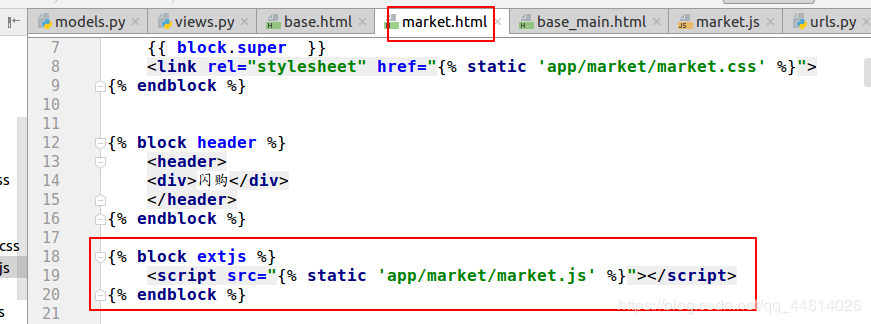 models.py views.py base.html market.html base_main.html market.js urls.py
7 {{ block.super }}
8 <link rel="stylesheet" href="{% static 'app/market/market.css' %}">
9 {% endblock %}
10
11
12 {% block header %}
13 <header>
14 <div>闪购</div>
15 </header>
16 {% endblock %}
17
18 {% block extjs %}
19 <script src="{% static 'app/market/market.js' %}"></script>
20 {% endblock %}
21
ss
css
js
s
https://blog.csdn.net/qq_44614026